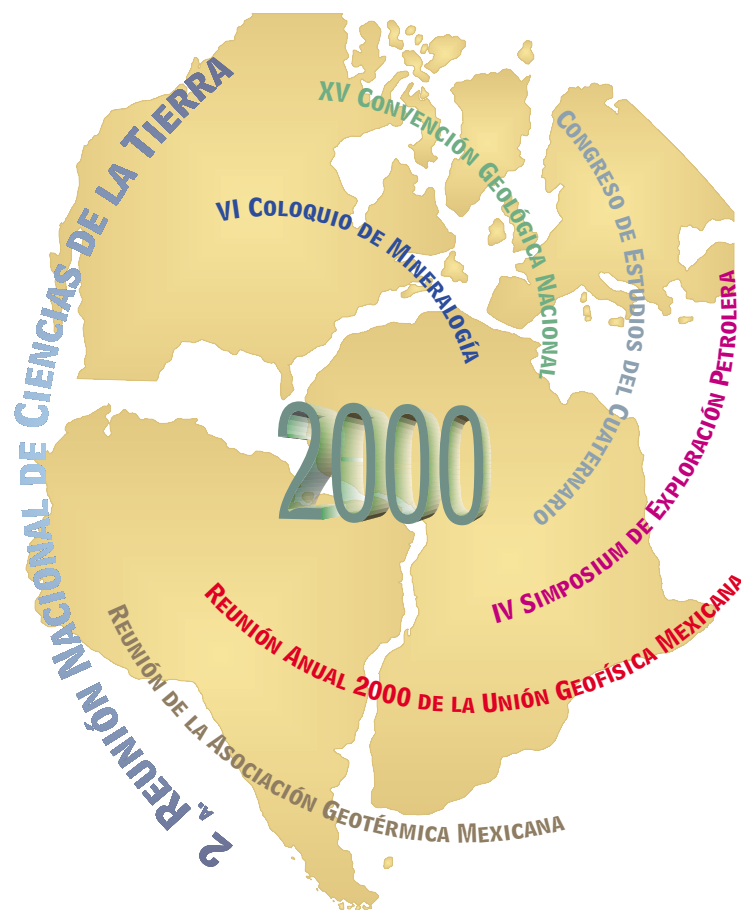 2a. REUNIÓN NACIONAL DE CIENCIAS DE LA TIERRA
XV CONVENCIÓN GEOLÓGICA NACIONAL
CONGRESO DE ESTUDIOS DEL CUATERNARIO
VI COLOQUIO DE MINERALOGÍA
IV SIMPOSIUM DE EXPLORACIÓN PETROLERA
2000
REUNIÓN ANUAL 2000 DE LA UNIÓN GEOFÍSICA MEXICANA
REUNIÓN DE LA ASOCIACIÓN GEOTÉRMICA MEXICANA